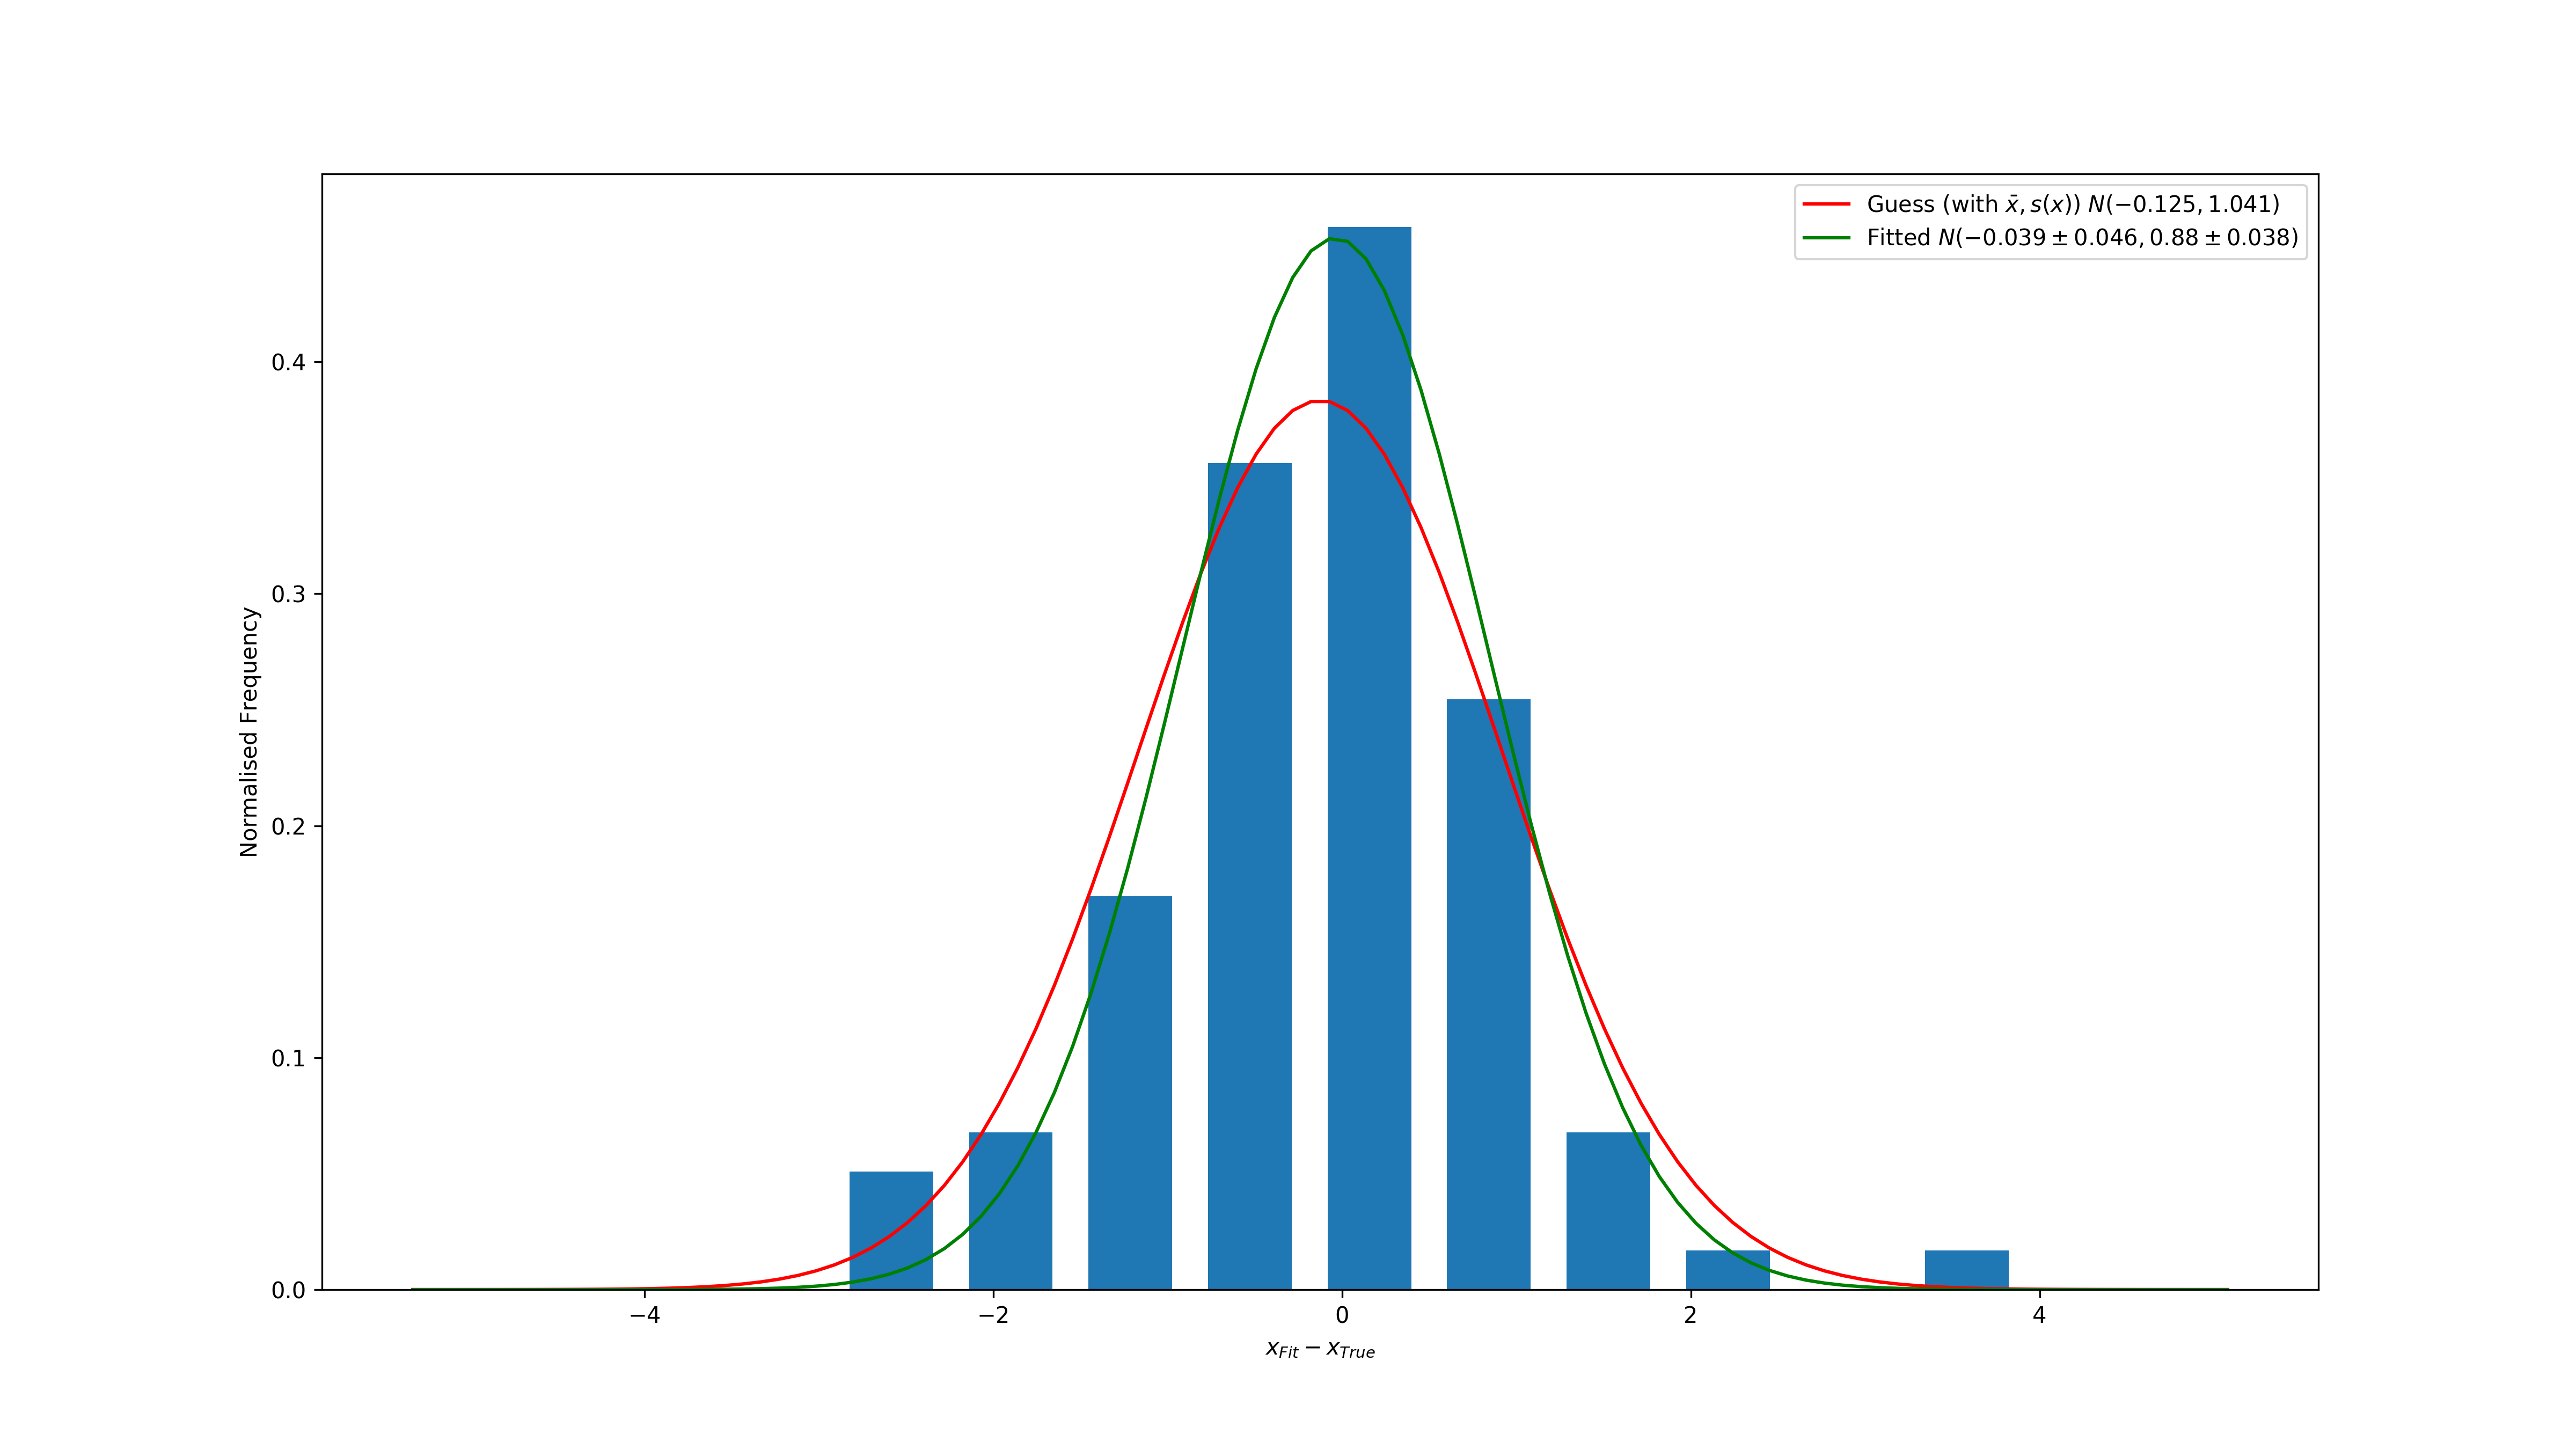 Guess (with x̄, s(x)) N(−0.125, 1.041)
Fitted N(−0.039 ± 0.046, 0.88 ± 0.038)
Normalised Frequency
0.4
0.3
0.2
0.1
0.0
−4 −2 0 2 4
x_Fit − x_True